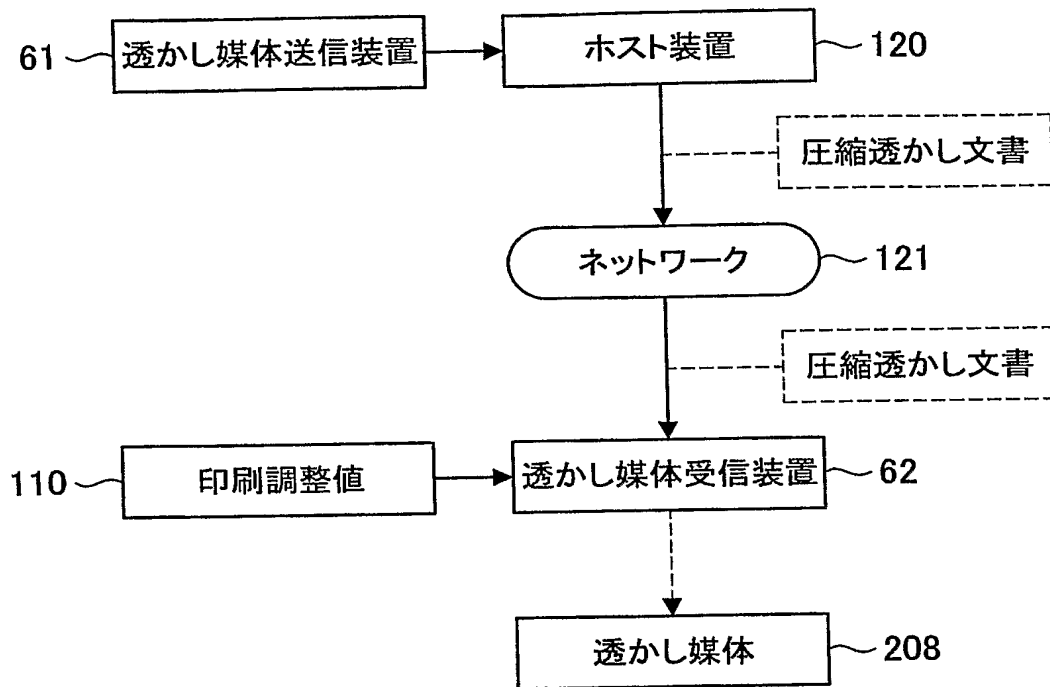 61 透かし媒体送信装置 ホスト装置 120
圧縮透かし文書
ネットワーク 121
圧縮透かし文書
110 印刷調整値 透かし媒体受信装置 62
透かし媒体 208